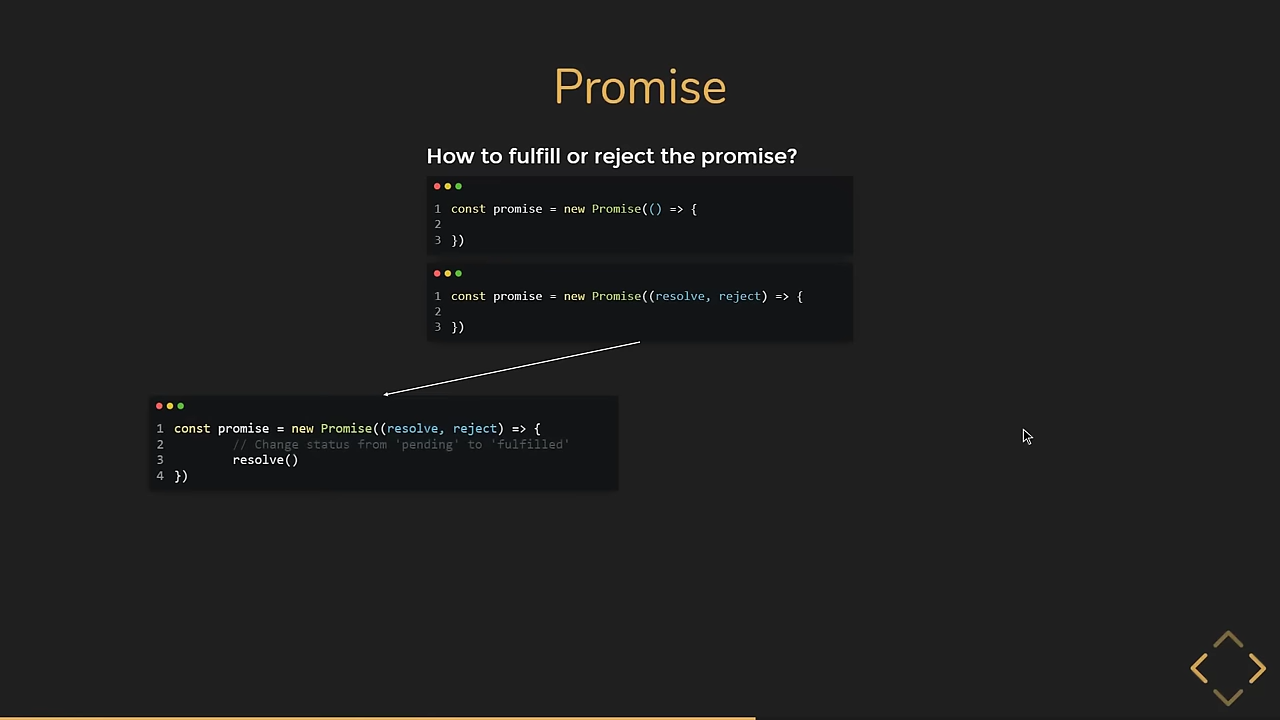 Promise
How to fulfill or reject the promise?
1 const promise = new Promise(() => {
2
3 })
1 const promise = new Promise((resolve, reject) => {
2
3 })
1 const promise = new Promise((resolve, reject) => {
2 // Change status from 'pending' to 'fulfilled'
3 resolve()
4 })